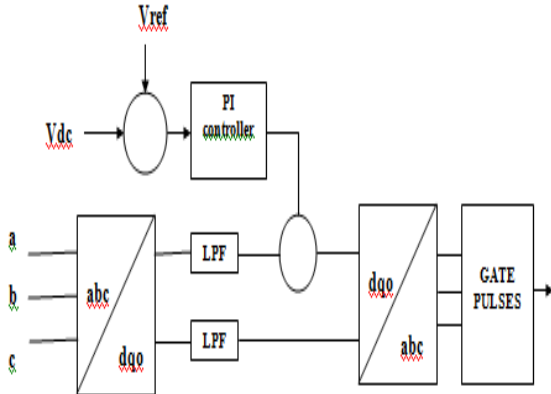 Vref
PI
controller
Vdc
a
b
c
abc
dqo
LPF
LPF
dqo
abc
GATE
PULSES